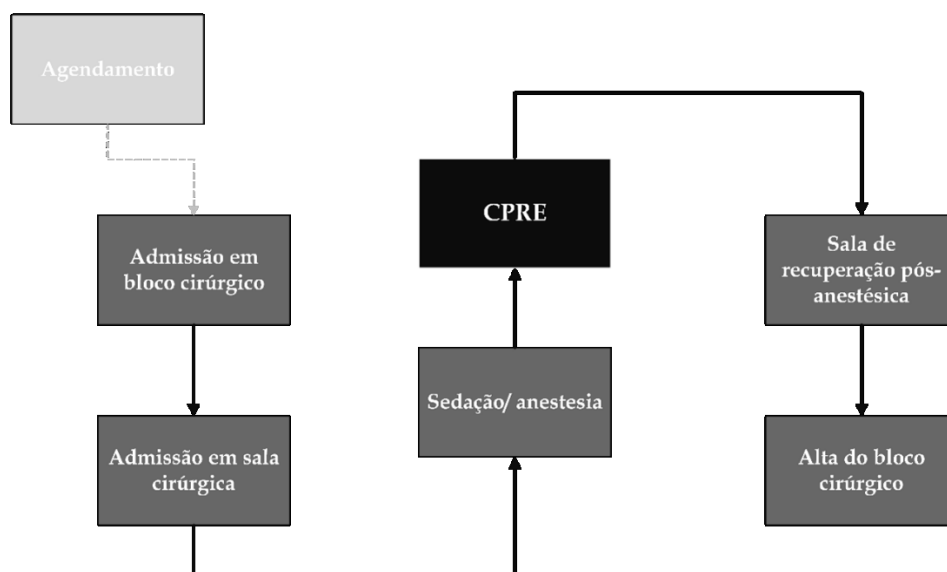 Agendamento
Admissão em
bloco cirúrgico
Admissão em sala
cirúrgica
Sedação/ anestesia
CPRE
Sala de
recuperação pós-
anestésica
Alta do bloco
cirúrgico